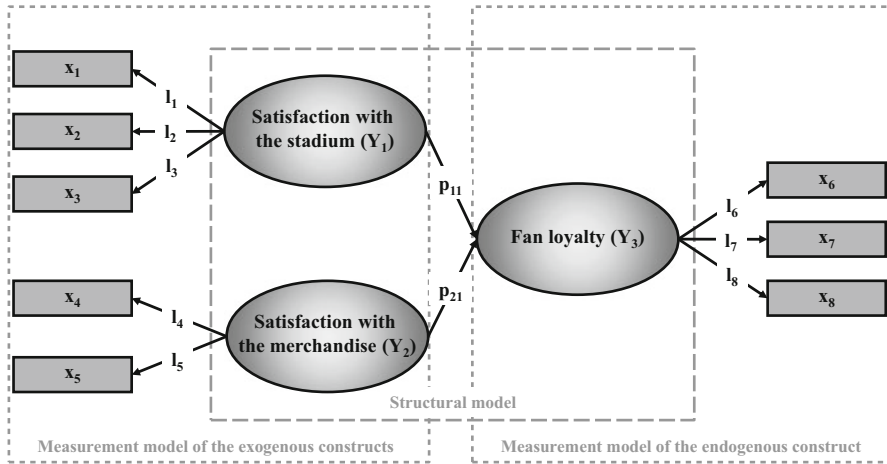 x₁
x₂
x₃
x₄
x₅
l₁
l₂
l₃
l₄
l₅
Satisfaction with
the stadium (Y₁)
Satisfaction with
the merchandise (Y₂)
p₁₁
p₂₁
Fan loyalty (Y₃)
l₆
l₇
l₈
x₆
x₇
x₈
Structural model
Measurement model of the exogenous constructs
Measurement model of the endogenous construct